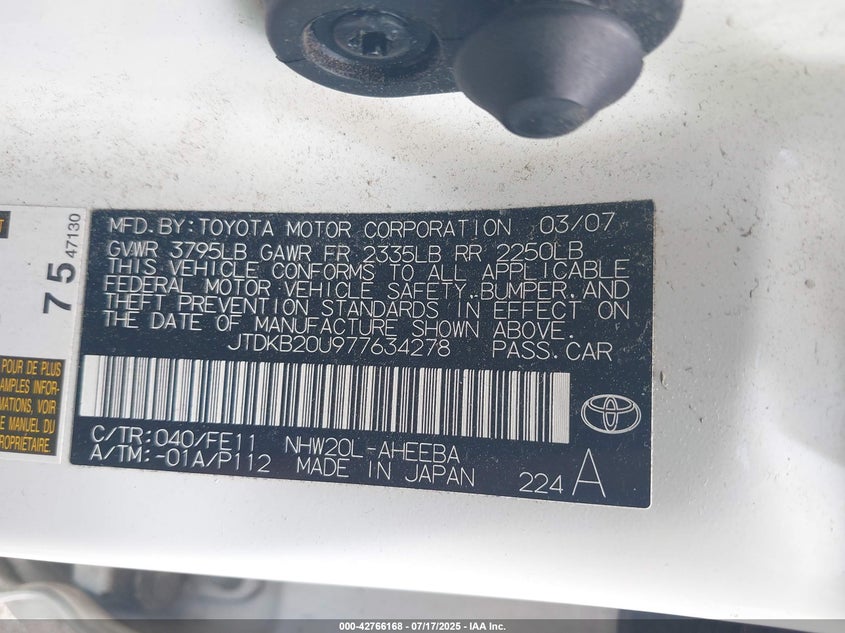 MFD.BY:TOYOTA MOTOR CORPORATION 03/07
GVWR 3795LB GAWR FR 2335LB RR 2250LB
THIS VEHICLE CONFORMS TO ALL APPLICABLE
FEDERAL MOTOR VEHICLE SAFETY, BUMPER, AND
THEFT PREVENTION STANDARDS IN EFFECT ON
THE DATE OF MANUFACTURE SHOWN ABOVE.
JTDKB20U977634278 PASS.CAR
C/TR:040/FE11 NHW20L-AHEEBA
A/TM:-01A/P112 MADE IN JAPAN
224 A
75
47130
POUR DE PLUS
AMPLES INFOR-
MATIONS, VOIR
LE MANUEL DU
PROPRIÉTAIRE.
000-42766168 - 07/17/2025 - IAA Inc.